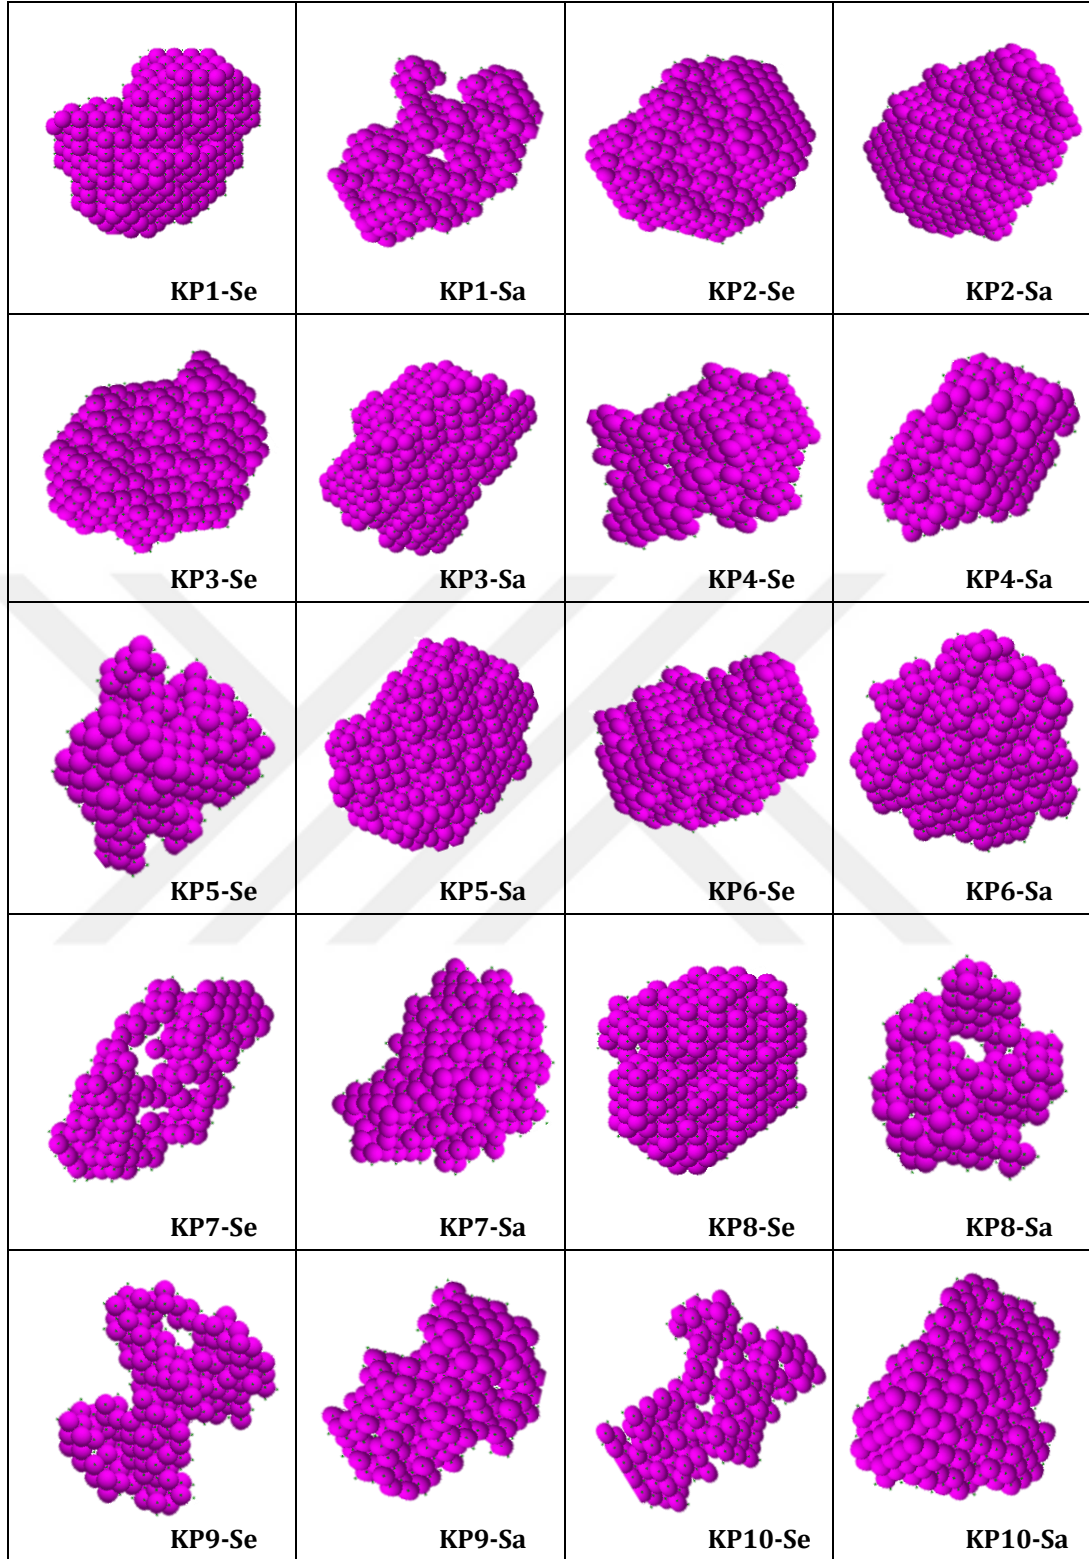 KP1-Se KP1-Sa KP2-Se KP2-Sa
KP3-Se KP3-Sa KP4-Se KP4-Sa
KP5-Se KP5-Sa KP6-Se KP6-Sa
KP7-Se KP7-Sa KP8-Se KP8-Sa
KP9-Se KP9-Sa KP10-Se KP10-Sa